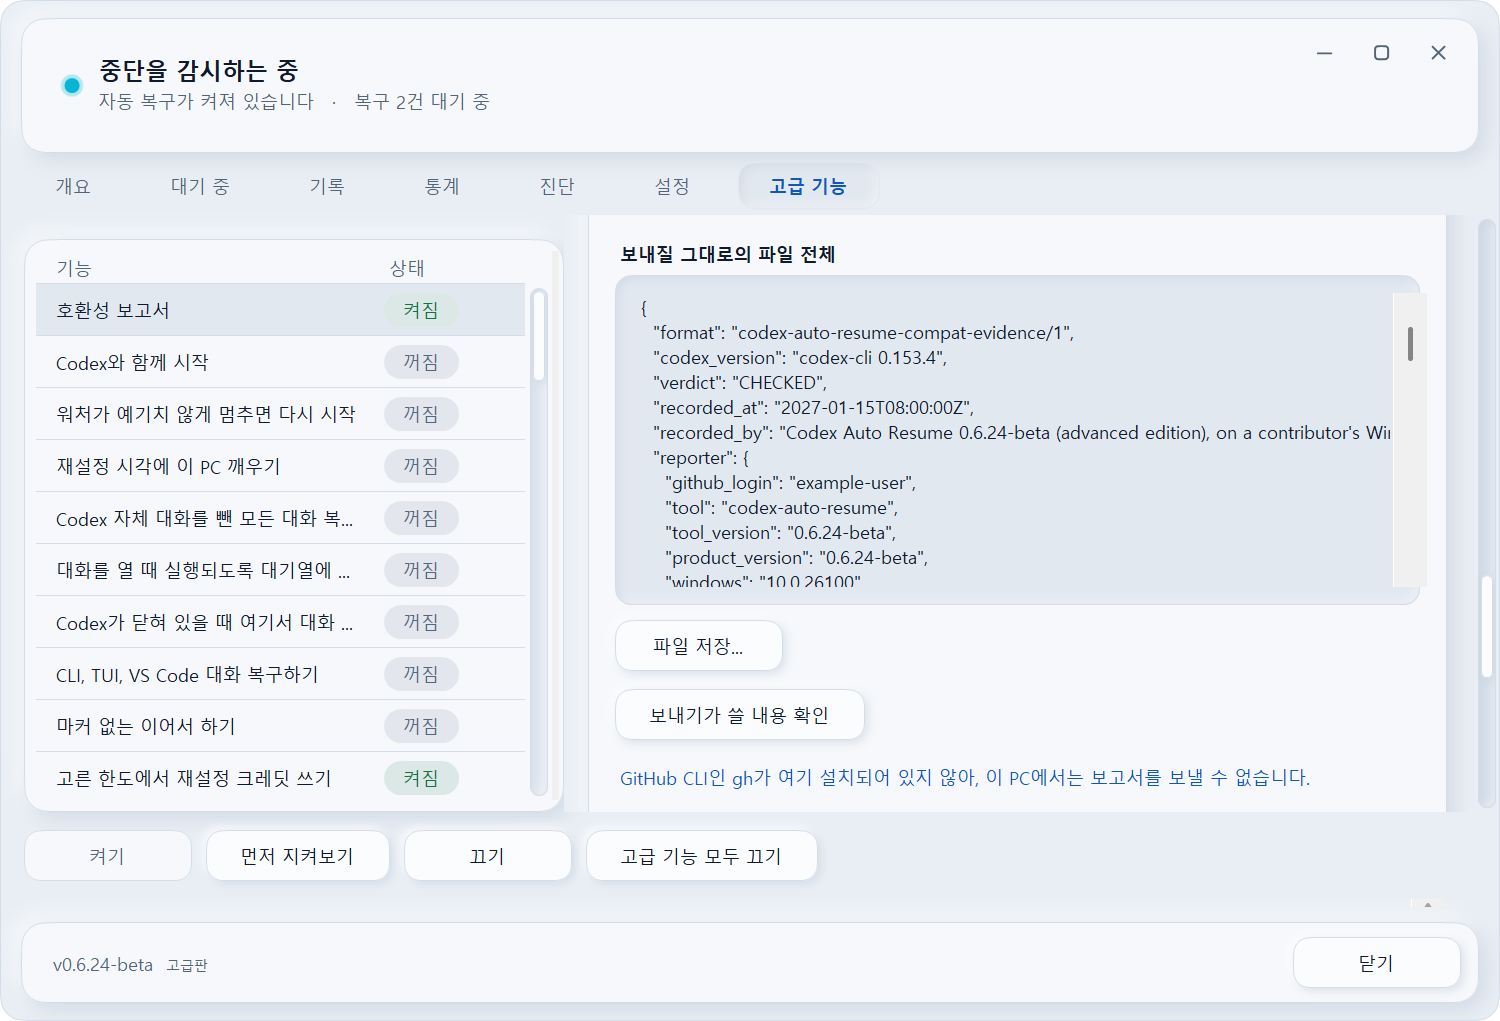 중단을 감시하는 중
자동 복구가 켜져 있습니다 · 복구 2건 대기 중
개요 대기 중 기록 통계 진단 설정 고급 기능
기능 상태
호환성 보고서 켜짐
Codex와 함께 시작 꺼짐
워처가 예기치 않게 멈추면 다시 시작 꺼짐
재설정 시각에 이 PC 깨우기 꺼짐
Codex 자체 대화를 뺀 모든 대화 복... 꺼짐
대화를 열 때 실행되도록 대기열에 ... 꺼짐
Codex가 닫혀 있을 때 여기서 대화 ... 꺼짐
CLI, TUI, VS Code 대화 복구하기 꺼짐
마커 없는 이어서 하기 꺼짐
고른 한도에서 재설정 크레딧 쓰기 켜짐
보내질 그대로의 파일 전체
{
"format": "codex-auto-resume-compat-evidence/1",
"codex_version": "codex-cli 0.153.4",
"verdict": "CHECKED",
"recorded_at": "2027-01-15T08:00:00Z",
"recorded_by": "Codex Auto Resume 0.6.24-beta (advanced edition), on a contributor's Wi
"reporter": {
"github_login": "example-user",
"tool": "codex-auto-resume",
"tool_version": "0.6.24-beta",
"product_version": "0.6.24-beta",
"windows": "10.0.26100"
파일 저장...
보내기가 쓸 내용 확인
GitHub CLI인 gh가 여기 설치되어 있지 않아, 이 PC에서는 보고서를 보낼 수 없습니다.
켜기 먼저 지켜보기 끄기 고급 기능 모두 끄기
v0.6.24-beta 고급판
닫기